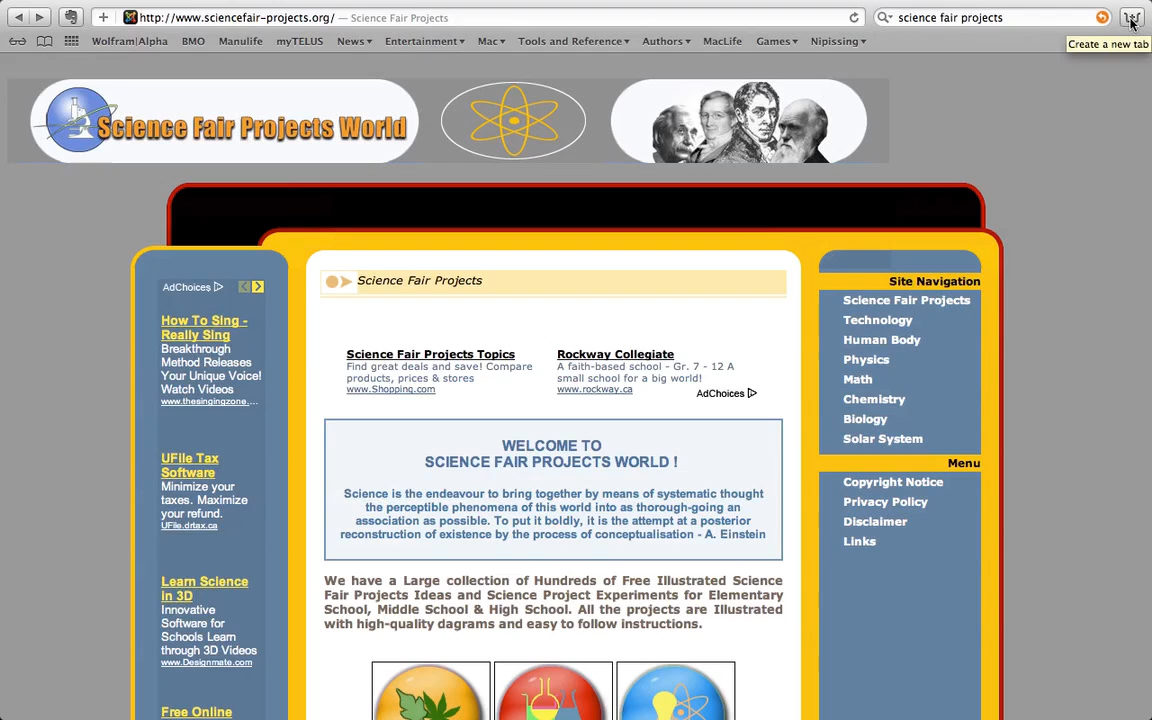 http://www.sciencefair-projects.org/ — Science Fair Projects
science fair projects
Create a new tab
Wolfram|Alpha BMO Manulife myTELUS News Entertainment Mac Tools and Reference Authors MacLife Games Nipissing
Science Fair Projects World
AdChoices
How To Sing -
Really Sing
Breakthrough
Method Releases
Your Unique Voice!
Watch Videos
www.thesingingzone....
UFile Tax
Software
Minimize your
taxes. Maximize
your refund.
UFile.drtax.ca
Learn Science
in 3D
Innovative
Software for
Schools Learn
through 3D Videos
www.Designmate.com
Free Online
Science Fair Projects
Science Fair Projects Topics
Find great deals and save! Compare
products, prices & stores
www.Shopping.com
Rockway Collegiate
A faith-based school - Gr. 7 - 12 A
small school for a big world!
www.rockway.ca
AdChoices
WELCOME TO
SCIENCE FAIR PROJECTS WORLD !
Science is the endeavour to bring together by means of systematic thought
the perceptible phenomena of this world into as thorough-going an
association as possible. To put it boldly, it is the attempt at a posterior
reconstruction of existence by the process of conceptualisation - A. Einstein
We have a Large collection of Hundreds of Free Illustrated Science
Fair Projects Ideas and Science Project Experiments for Elementary
School, Middle School & High School. All the projects are Illustrated
with high-quality dagrams and easy to follow instructions.
Site Navigation
Science Fair Projects
Technology
Human Body
Physics
Math
Chemistry
Biology
Solar System
Menu
Copyright Notice
Privacy Policy
Disclaimer
Links